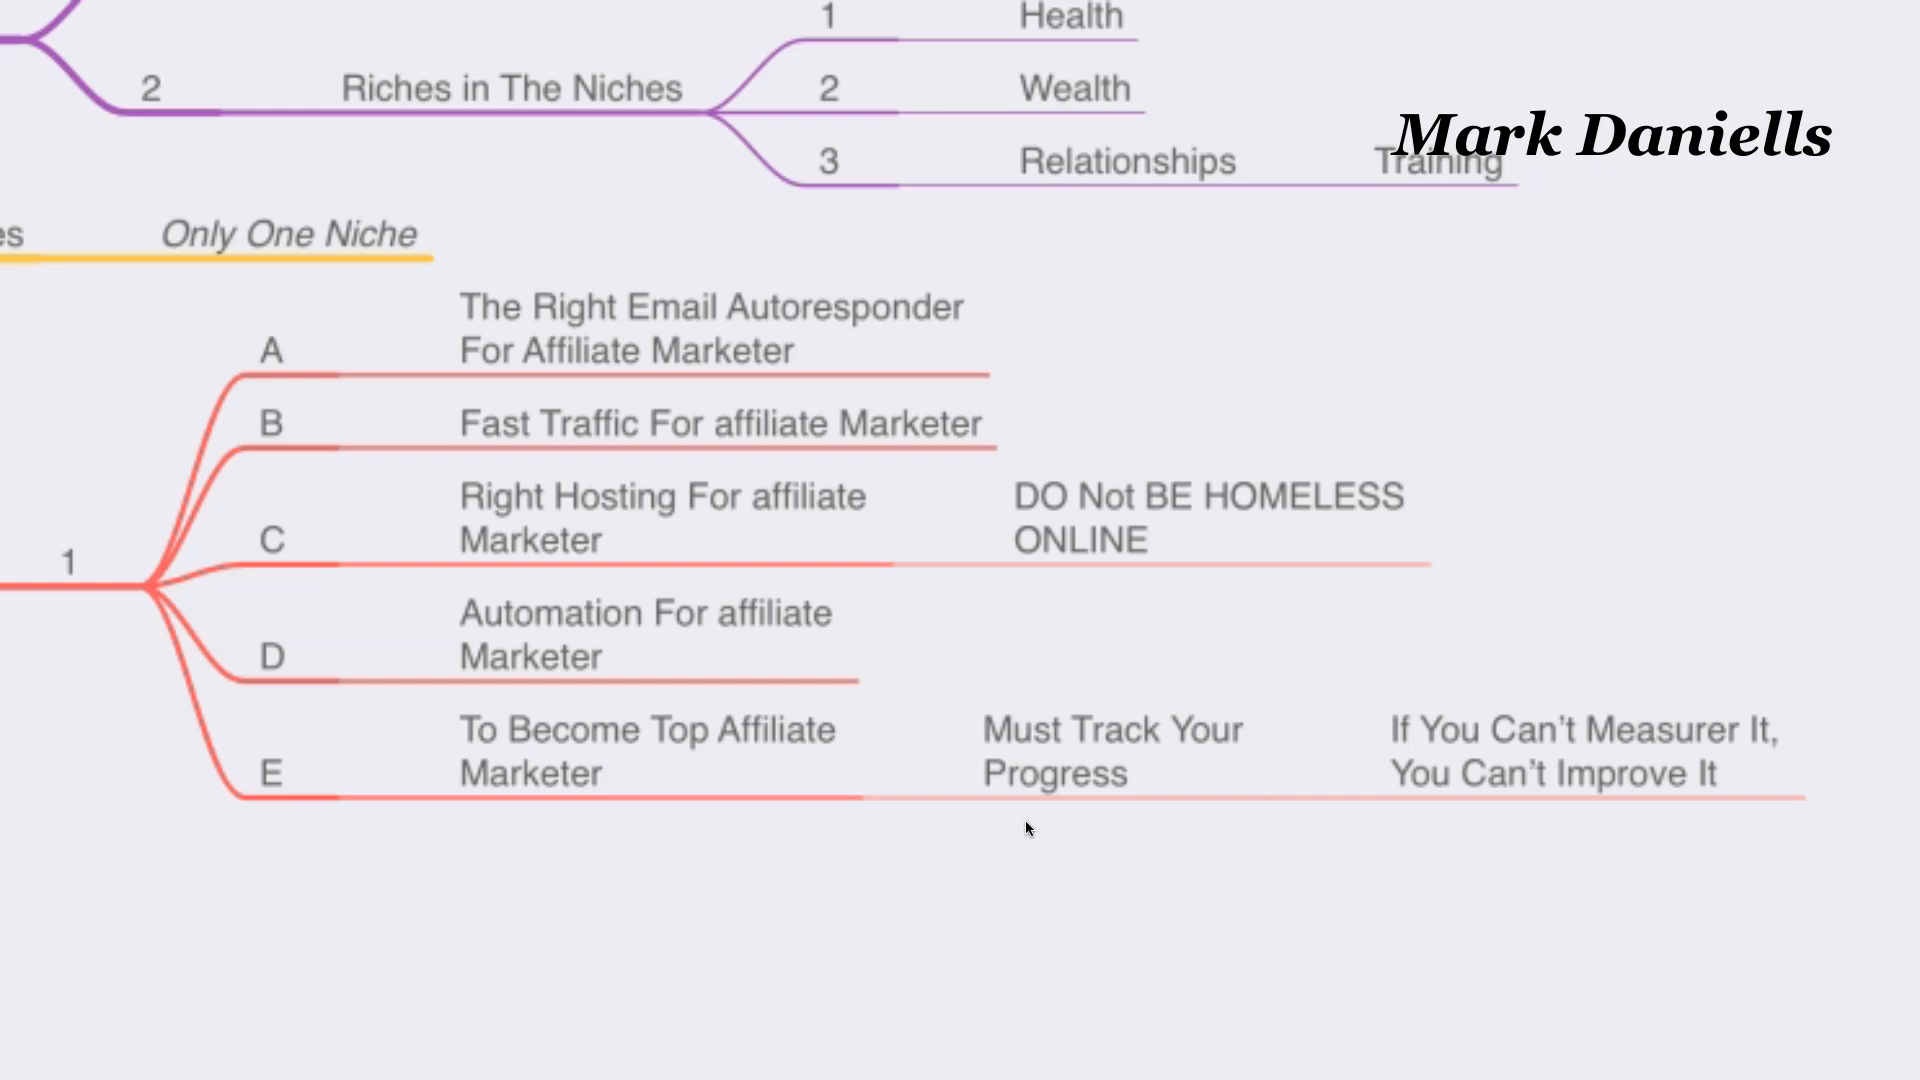 1 Health
2 Riches in The Niches
2 Wealth
Mark Daniells
3 Relationships Training
es Only One Niche
The Right Email Autoresponder
A For Affiliate Marketer
B Fast Traffic For affiliate Marketer
Right Hosting For affiliate
C Marketer
DO Not BE HOMELESS
ONLINE
1
Automation For affiliate
D Marketer
To Become Top Affiliate
E Marketer
Must Track Your
Progress
If You Can’t Measurer It,
You Can’t Improve It